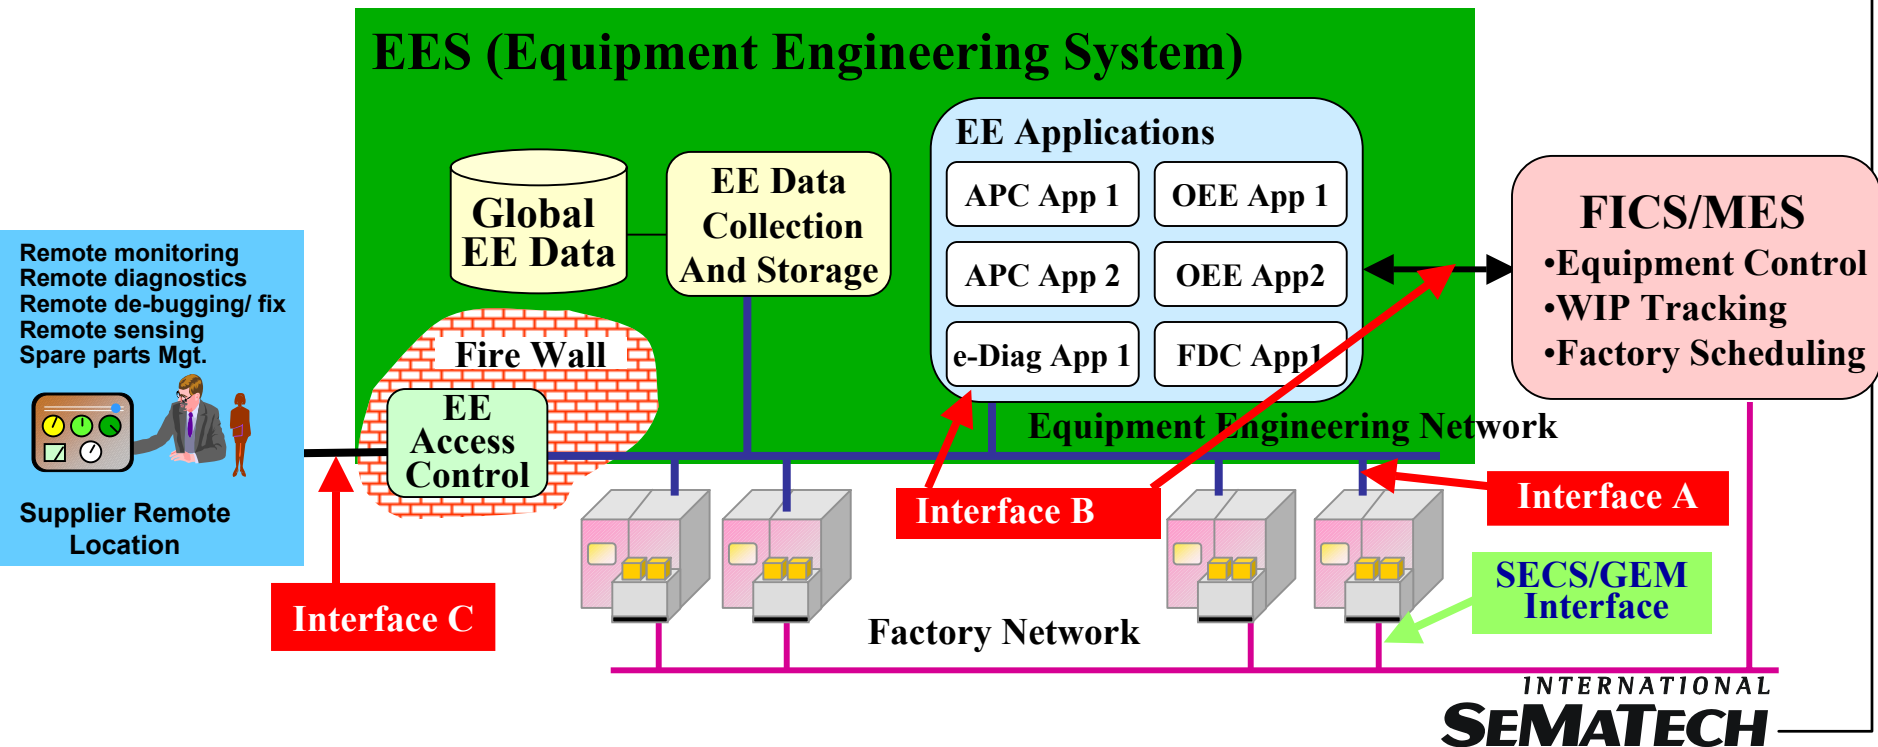 EES (Equipment Engineering System)
EE Applications
APC App 1
OEE App 1
APC App 2
OEE App2
e-Diag App 1
FDC App1
Global
EE Data
EE Data
Collection
And Storage
FICS/MES
•Equipment Control
•WIP Tracking
•Factory Scheduling
Remote monitoring
Remote diagnostics
Remote de-bugging/ fix
Remote sensing
Spare parts Mgt.
Supplier Remote
Location
Fire Wall
EE
Access
Control
Equipment Engineering Network
Interface B
Interface A
SECS/GEM
Interface
Interface C
Factory Network
INTERNATIONAL
SEMATECH